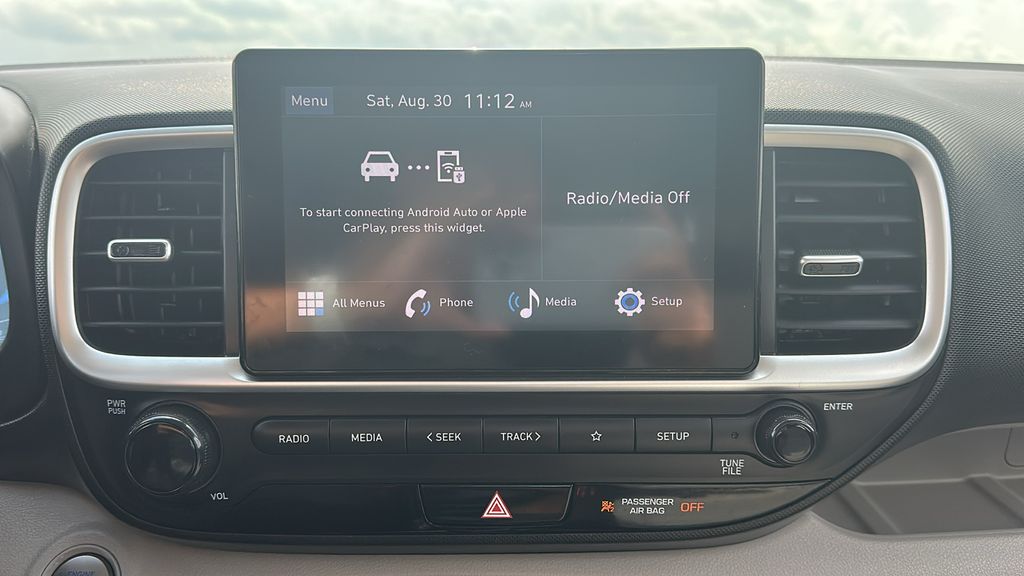 Menu Sat, Aug. 30 11:12 AM
To start connecting Android Auto or Apple
CarPlay, press this widget.
Radio/Media Off
All Menus Phone Media Setup
PWR
PUSH
VOL
RADIO MEDIA < SEEK TRACK > SETUP
ENTER
TUNE
FILE
PASSENGER
AIR BAG OFF
ENGINE